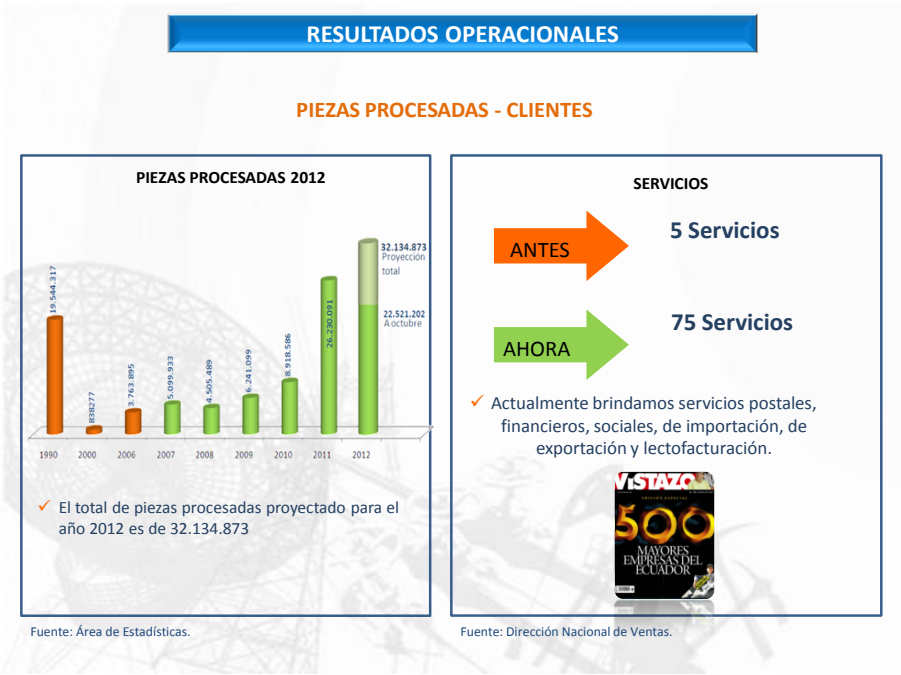 RESULTADOS OPERACIONALES
PIEZAS PROCESADAS - CLIENTES
PIEZAS PROCESADAS 2012
19.544.317
838277
3.763.895
5.099.933
4.505.489
6.241.099
8.918.586
26.230.091
32.134.873
Proyección
total
22.521.202
A octubre
1990 2000 2006 2007 2008 2009 2010 2011 2012
✓ El total de piezas procesadas proyectado para el
año 2012 es de 32.134.873
Fuente: Área de Estadísticas.
SERVICIOS
ANTES
5 Servicios
AHORA
75 Servicios
✓ Actualmente brindamos servicios postales,
financieros, sociales, de importación, de
exportación y lectofacturación.
VISTAZO
EDICIÓN ESPECIAL
500
MAYORES
EMPRESAS DEL
ECUADOR
Fuente: Dirección Nacional de Ventas.